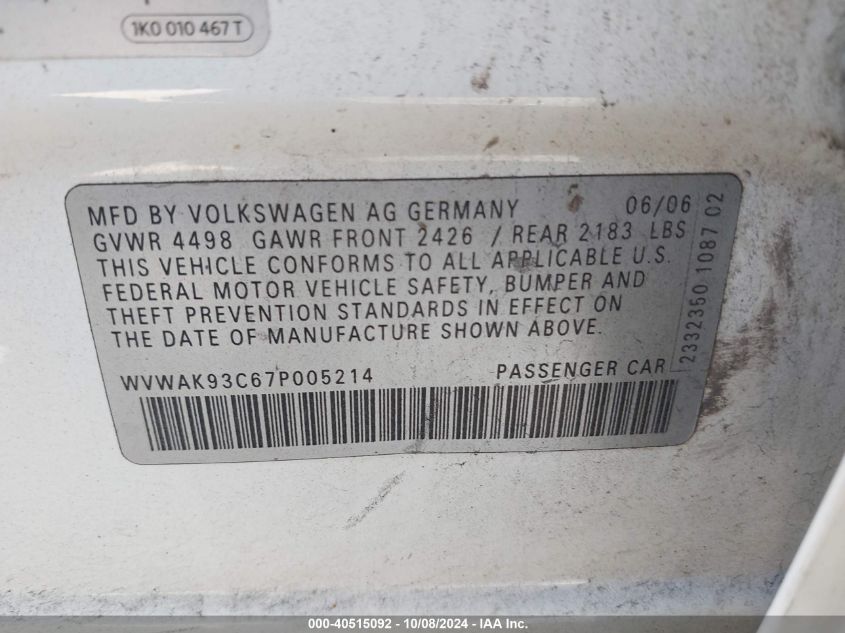 1K0 010 467 T
MFD BY VOLKSWAGEN AG GERMANY 06/06
GVWR 4498 GAWR FRONT 2426 / REAR 2183 LBS
THIS VEHICLE CONFORMS TO ALL APPLICABLE U.S.
FEDERAL MOTOR VEHICLE SAFETY, BUMPER AND
THEFT PREVENTION STANDARDS IN EFFECT ON
THE DATE OF MANUFACTURE SHOWN ABOVE.
WVWAK93C67P005214 PASSENGER CAR
2332350 1087 02
000-40515092 - 10/08/2024 - IAA Inc.